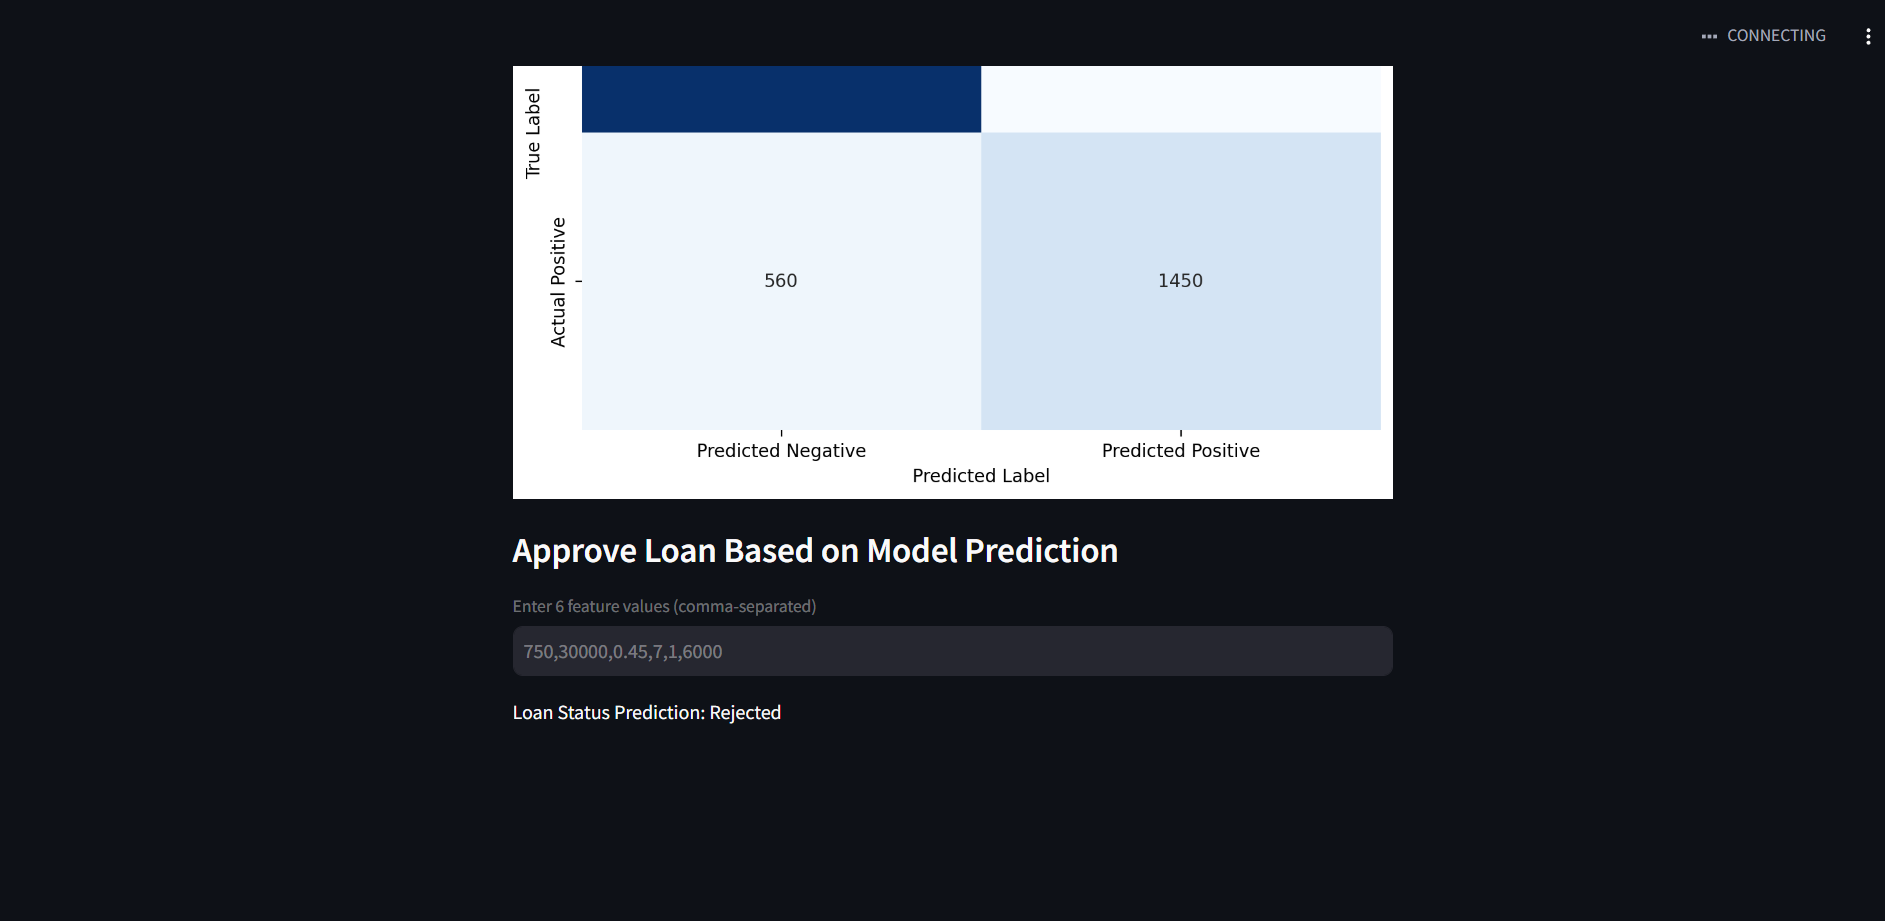 CONNECTING
True Label
Actual Positive
560
1450
Predicted Negative
Predicted Positive
Predicted Label
Approve Loan Based on Model Prediction
Enter 6 feature values (comma-separated)
750,30000,0.45,7,1,6000
Loan Status Prediction: Rejected